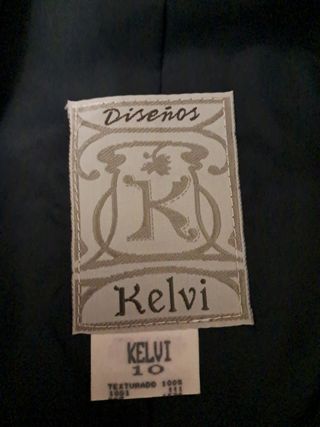 Diseños
K
Kelvi
KELVI
10
TEXTURADO 100%